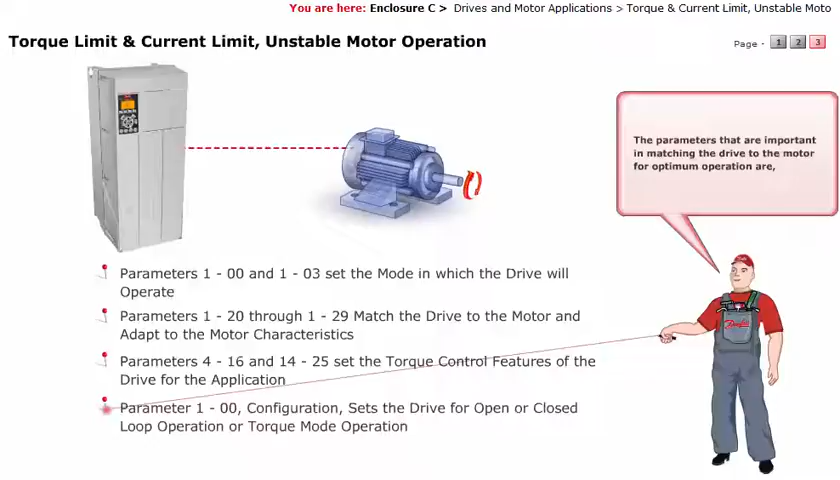 You are here: Enclosure C > Drives and Motor Applications > Torque & Current Limit, Unstable Moto
Torque Limit & Current Limit, Unstable Motor Operation
Page - 1 2 3
The parameters that are important
in matching the drive to the motor
for optimum operation are,
Parameters 1 - 00 and 1 - 03 set the Mode in which the Drive will
Operate
Parameters 1 - 20 through 1 - 29 Match the Drive to the Motor and
Adapt to the Motor Characteristics
Parameters 4 - 16 and 14 - 25 set the Torque Control Features of the
Drive for the Application
Parameter 1 - 00, Configuration, Sets the Drive for Open or Closed
Loop Operation or Torque Mode Operation
Danfoss